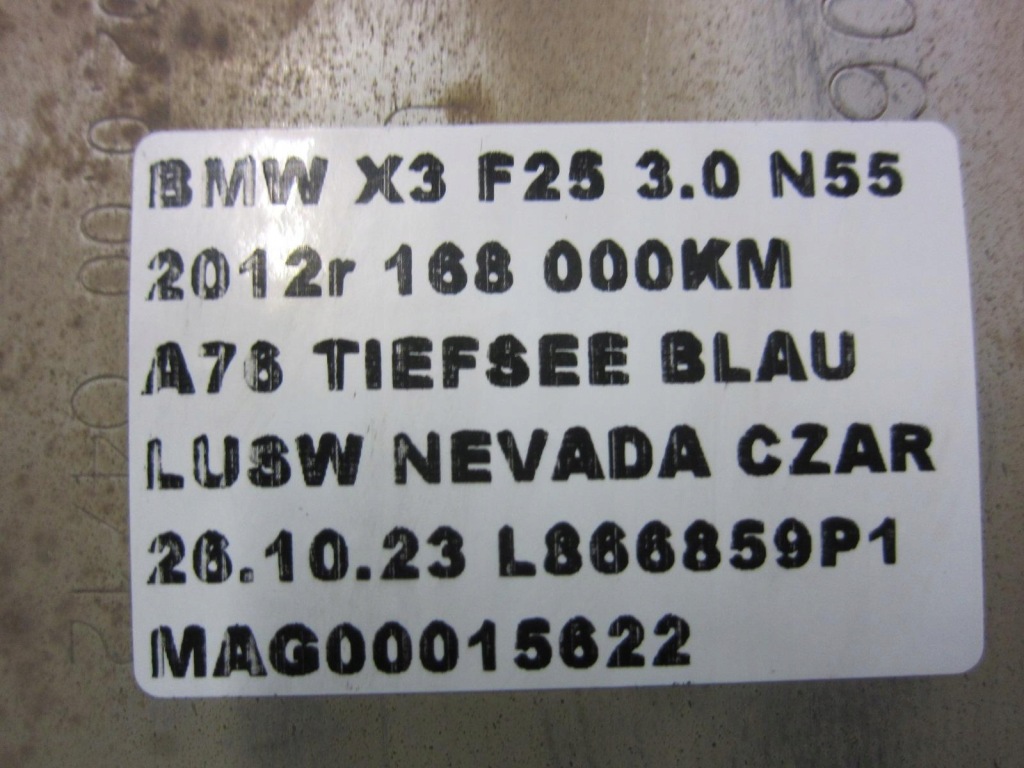 BMW X3 F25 3.0 N55
2012r 168 000KM
A76 TIEFSEE BLAU
LUSW NEVADA CZAR
26.10.23 L866859P1
MAG00015622